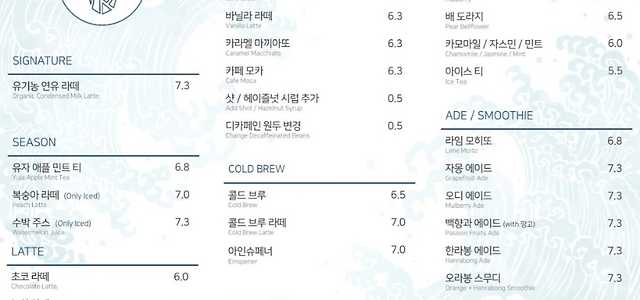 SIGNATURE
유기농 연유 라떼 7.3
Organic Condensed Milk Latte
SEASON
유자 애플 민트 티 6.8
Yuja Apple Mint Tea
복숭아 라떼 (Only Iced) 7.0
Peach Latte
수박 주스 (Only Iced) 7.3
Watermelon Juice
LATTE
초코 라떼 6.0
Chocolate Latte
바닐라 라떼 6.3
Vanilla Latte
카라멜 마끼아또 6.3
Caramel Macchiato
카페 모카 6.3
Cafe Moca
샷 / 헤이즐넛 시럽 추가 0.5
Add Shot / Hazelnut Syrup
디카페인 원두 변경 0.5
Change Decaffeinated Beans
COLD BREW
콜드 브루 6.5
Cold Brew
콜드 브루 라떼 7.0
Cold Brew Latte
아인슈페너 7.0
Einspener
배 도라지 6.5
Pear Bellflower
카모마일 / 자스민 / 민트 6.0
Chamomile / Jasmine / Mint
아이스 티 5.5
Ice Tea
ADE / SMOOTHIE
라임 모히또 6.8
Lime Mojito
자몽 에이드 7.3
Grapefruit Ade
오디 에이드 7.3
Mulberry Ade
백향과 에이드 (with 망고) 7.3
Passion Fruits Ade
한라봉 에이드 7.3
Hanrabong Ade
오라봉 스무디 7.3
Orange + Hanrabong Smoothie